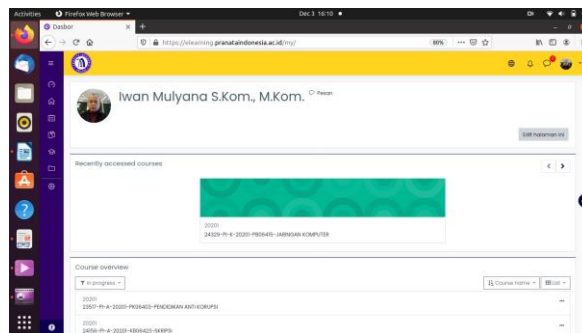 Activities Firefox Web Browser Dec 3 16:10
Dasbor
https://elearning.pranataindonesia.ac.id/my/ 80%
Iwan Mulyana S.Kom., M.Kom. Pesan
Edit halaman ini
Recently accessed courses
20201
24329-PI-K-20201-PB06415-JARINGAN KOMPUTER
Course overview
In progress Course name List
20201
23517-PI-A-20201-PK06403-PENDIDIKAN ANTI KORUPSI
20201
24156-PI-A-20201-KB06423-SKRIPSI